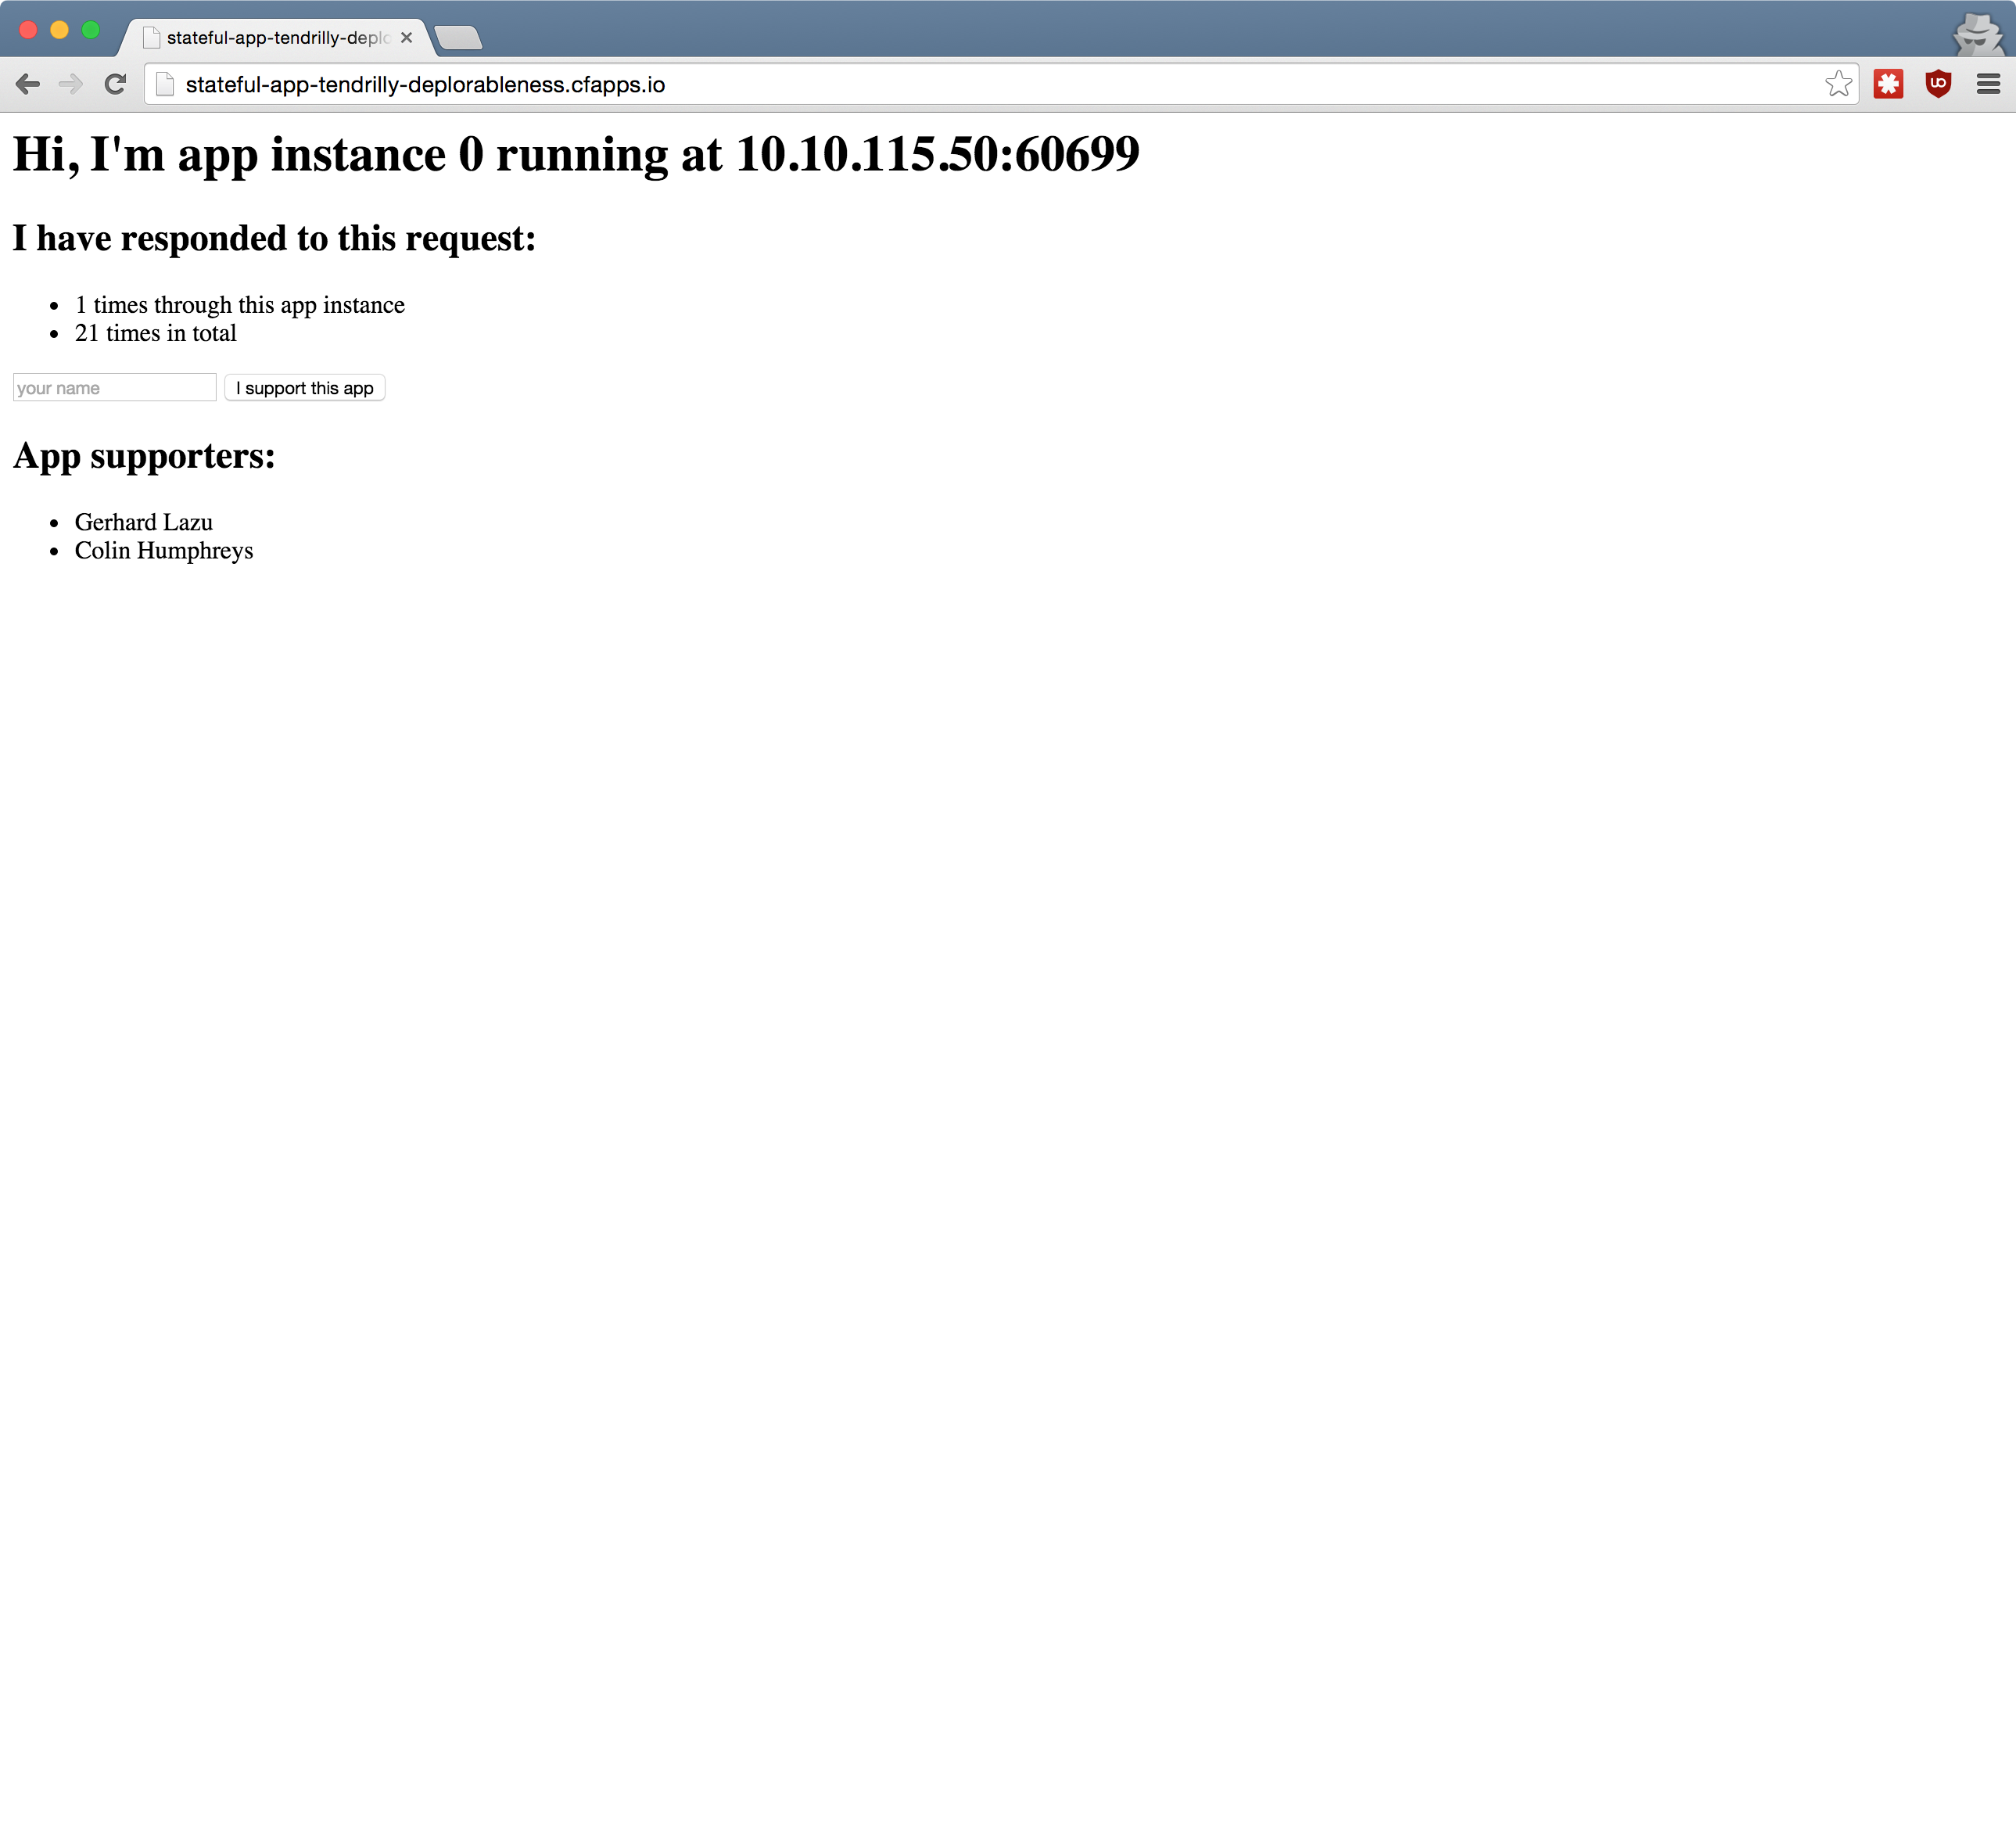 stateful-app-tendrilly-deplo
stateful-app-tendrilly-deplorableness.cfapps.io
Hi, I'm app instance 0 running at 10.10.115.50:60699
I have responded to this request:
1 times through this app instance
21 times in total
your name I support this app
App supporters:
Gerhard Lazu
Colin Humphreys